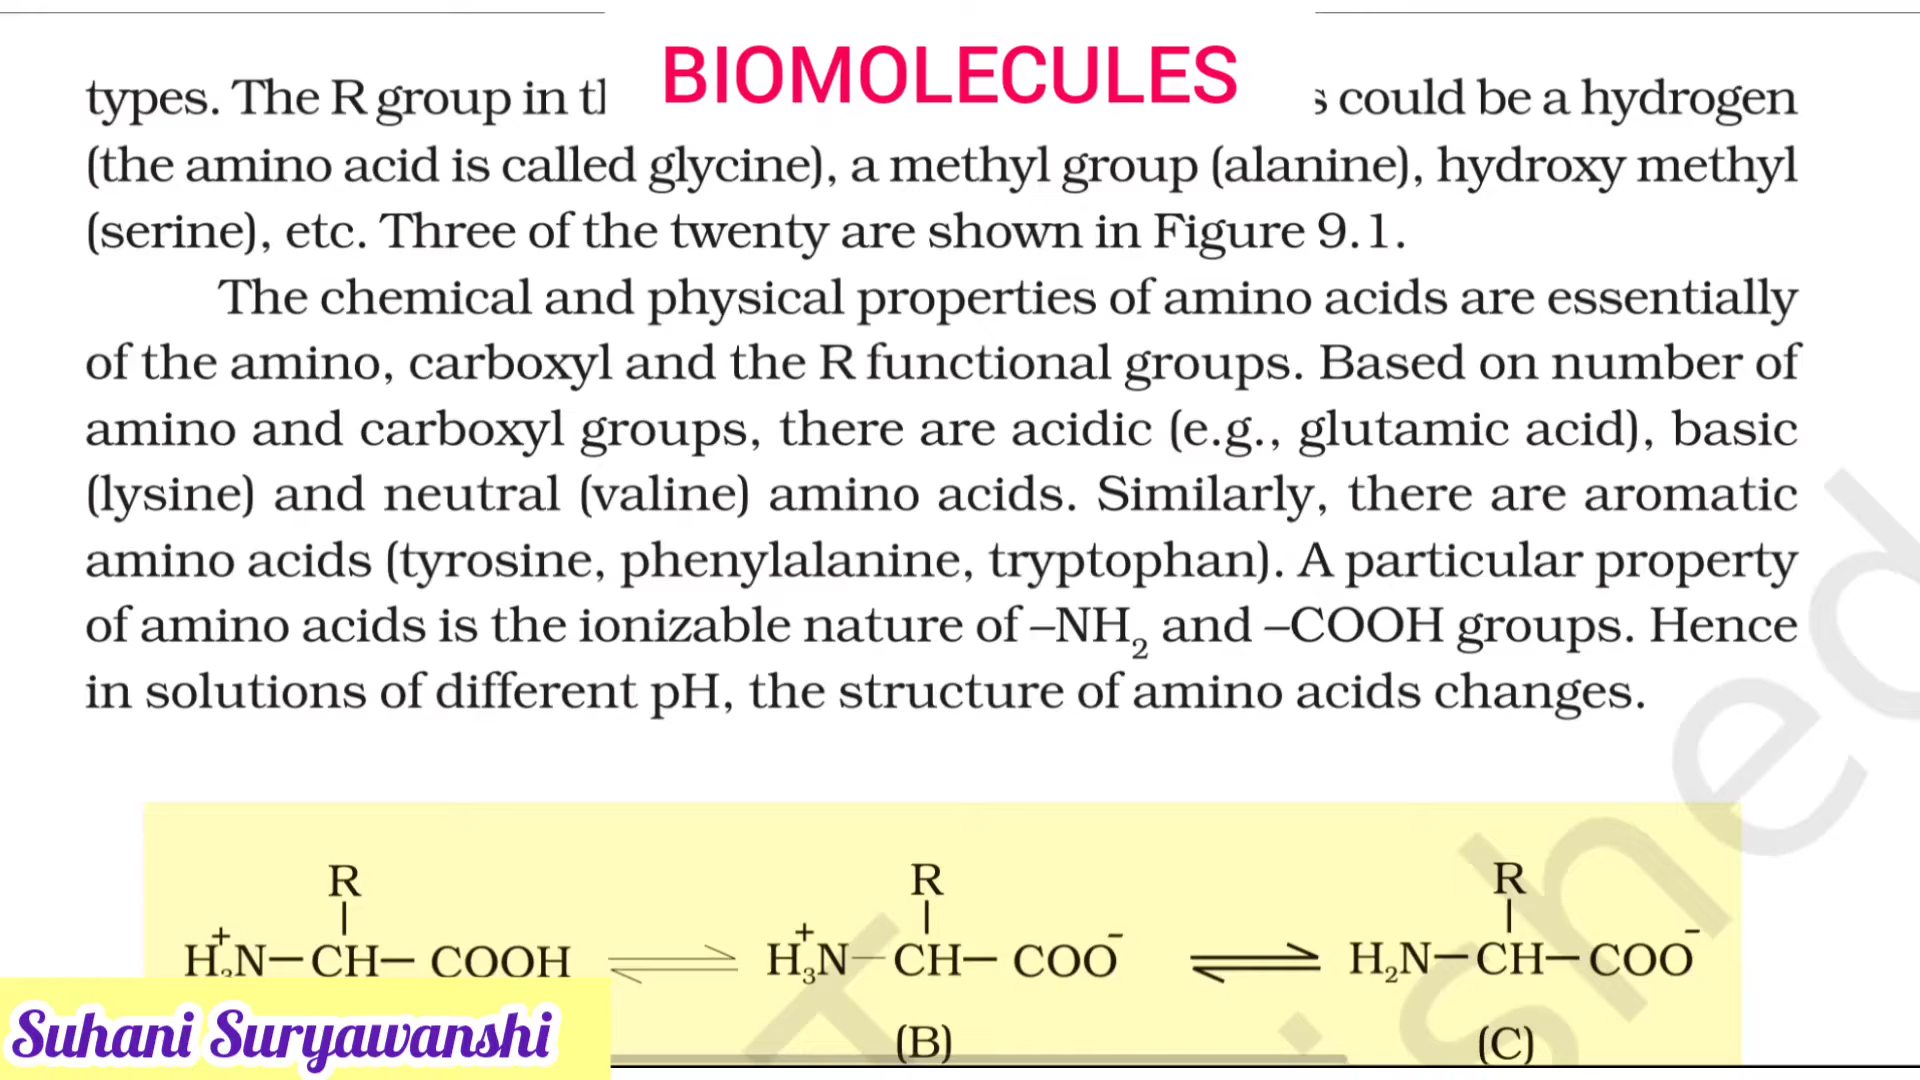 BIOMOLECULES
types. The R group in s could be a hydrogen
(the amino acid is called glycine), a methyl group (alanine), hydroxy methyl
(serine), etc. Three of the twenty are shown in Figure 9.1.
The chemical and physical properties of amino acids are essentially
of the amino, carboxyl and the R functional groups. Based on number of
amino and carboxyl groups, there are acidic (e.g., glutamic acid), basic
(lysine) and neutral (valine) amino acids. Similarly, there are aromatic
amino acids (tyrosine, phenylalanine, tryptophan). A particular property
of amino acids is the ionizable nature of –NH₂ and –COOH groups. Hence
in solutions of different pH, the structure of amino acids changes.
R R R
H₃⁺N–CH–COOH ⇌ H₃⁺N–CH–COO⁻ ⇌ H₂N–CH–COO⁻
(B) (C)
Suhani Suryawanshi